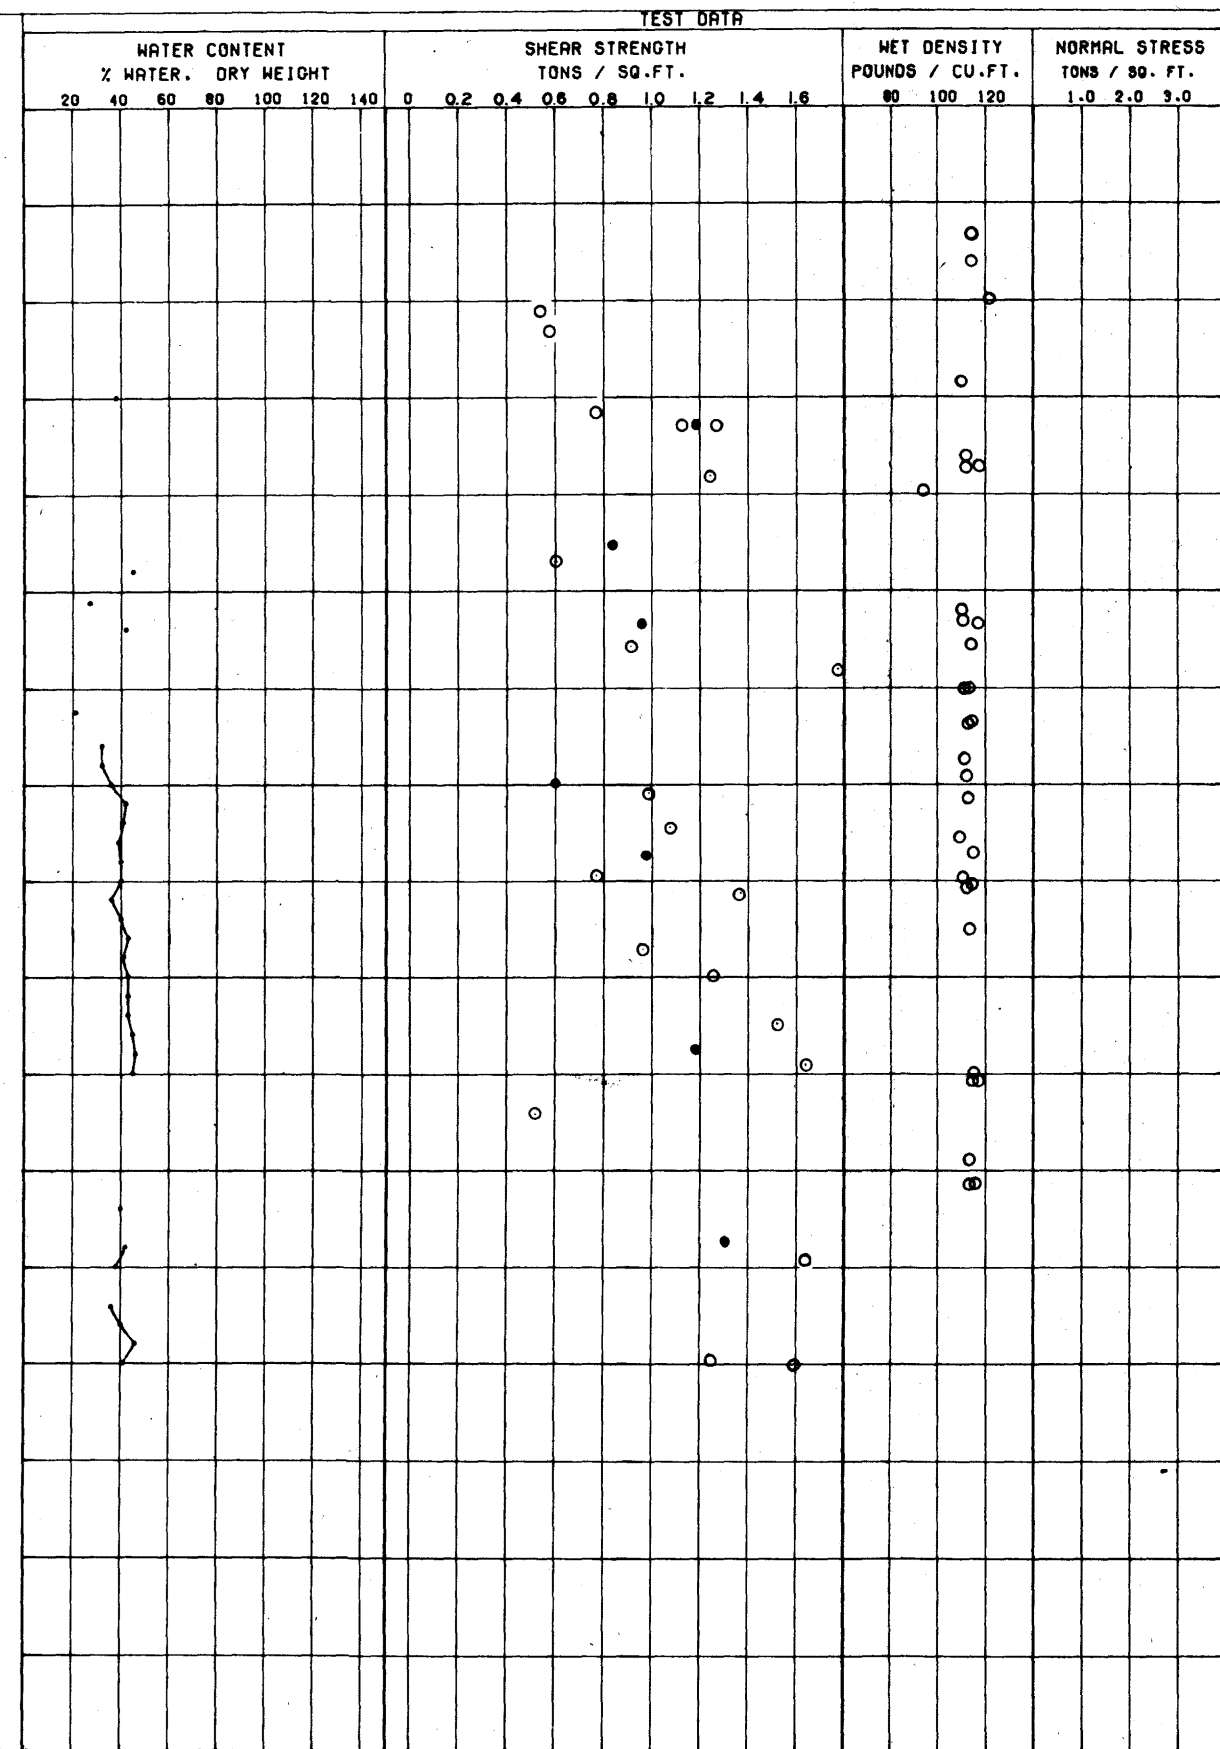 TEST DATA
WATER CONTENT
% WATER. DRY WEIGHT
20 40 60 80 100 120 140
SHEAR STRENGTH
TONS / SQ.FT.
0 0.2 0.4 0.6 0.8 1.0 1.2 1.4 1.6
WET DENSITY
POUNDS / CU.FT.
80 100 120
NORMAL STRESS
TONS / SQ. FT.
1.0 2.0 3.0